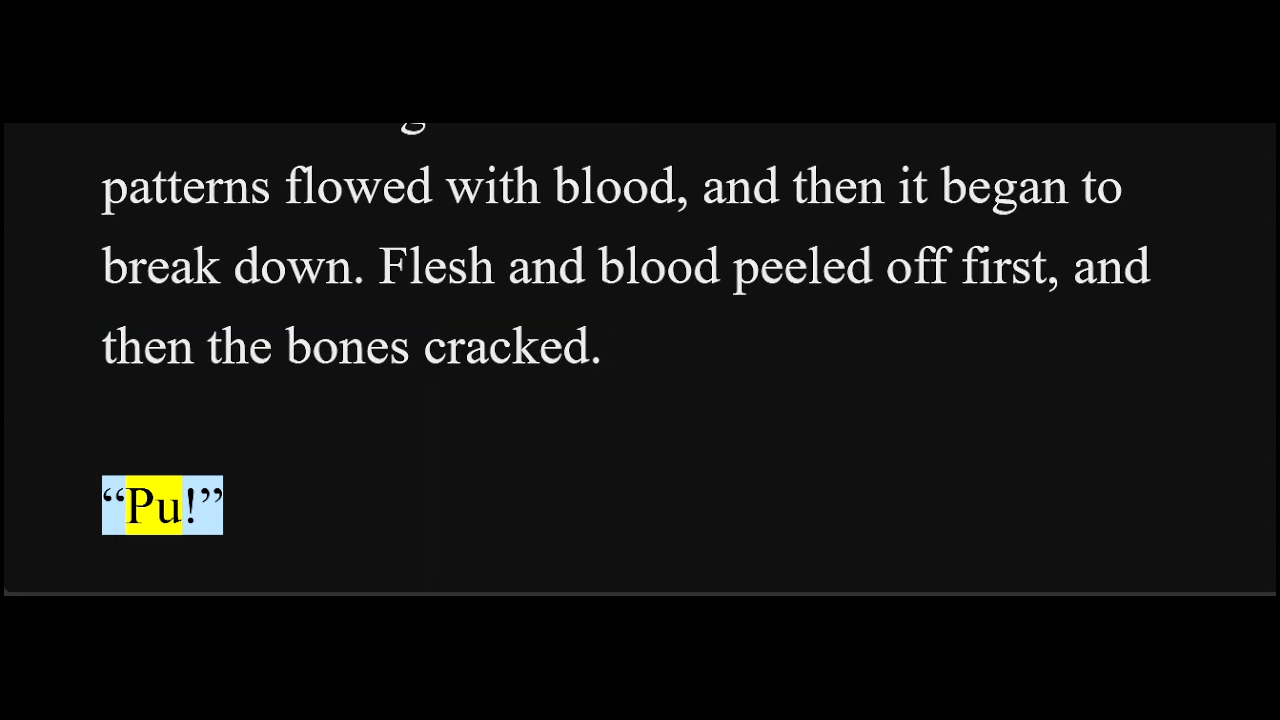 patterns flowed with blood, and then it began to
break down. Flesh and blood peeled off first, and
then the bones cracked.
“Pu!”